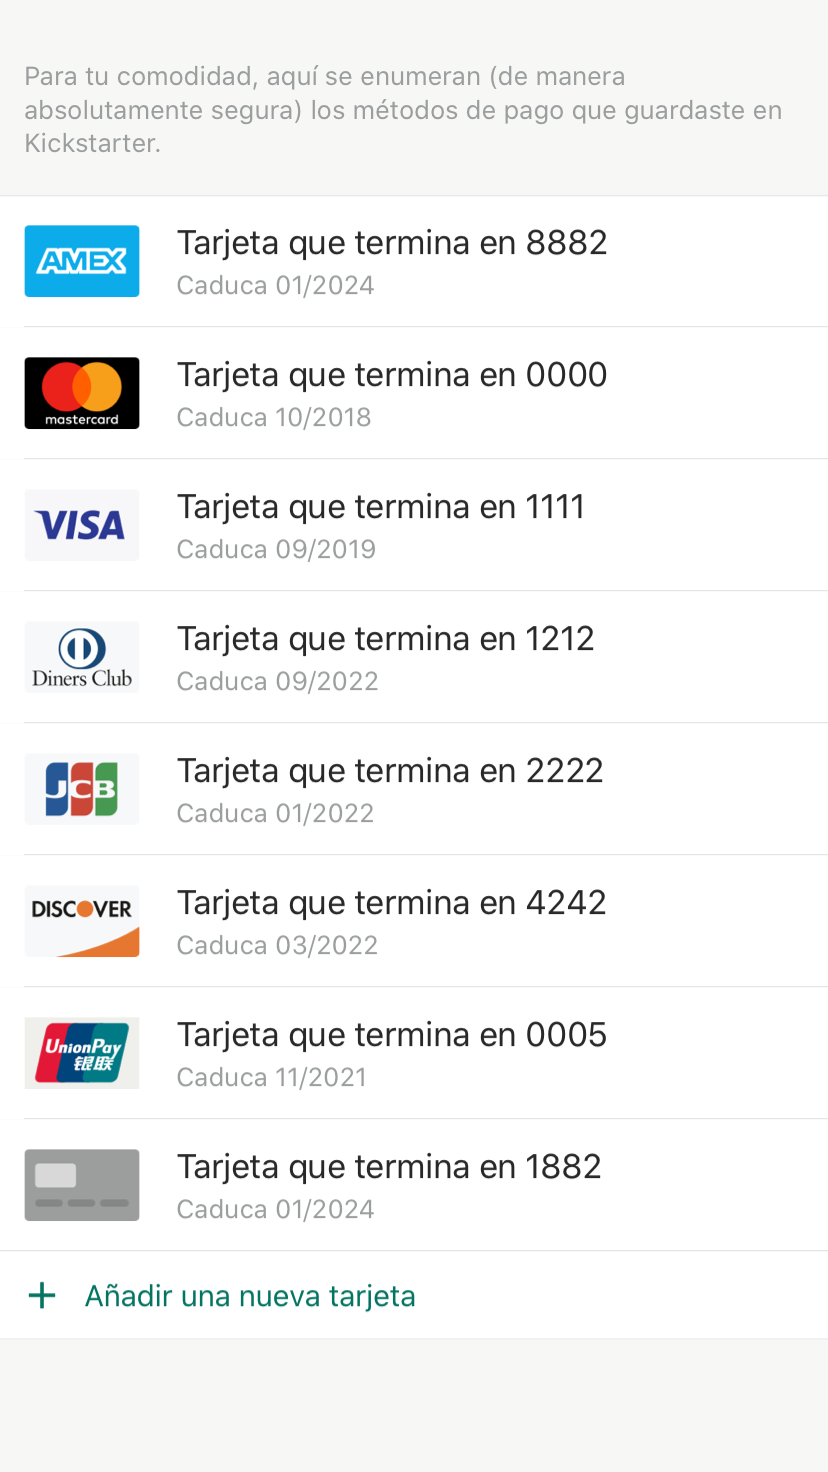 Para tu comodidad, aquí se enumeran (de manera
absolutamente segura) los métodos de pago que guardaste en
Kickstarter.
AMEX
Tarjeta que termina en 8882
Caduca 01/2024
mastercard
Tarjeta que termina en 0000
Caduca 10/2018
VISA
Tarjeta que termina en 1111
Caduca 09/2019
Diners Club
Tarjeta que termina en 1212
Caduca 09/2022
JCB
Tarjeta que termina en 2222
Caduca 01/2022
DISCOVER
Tarjeta que termina en 4242
Caduca 03/2022
UnionPay
银联
Tarjeta que termina en 0005
Caduca 11/2021
Tarjeta que termina en 1882
Caduca 01/2024
+ Añadir una nueva tarjeta